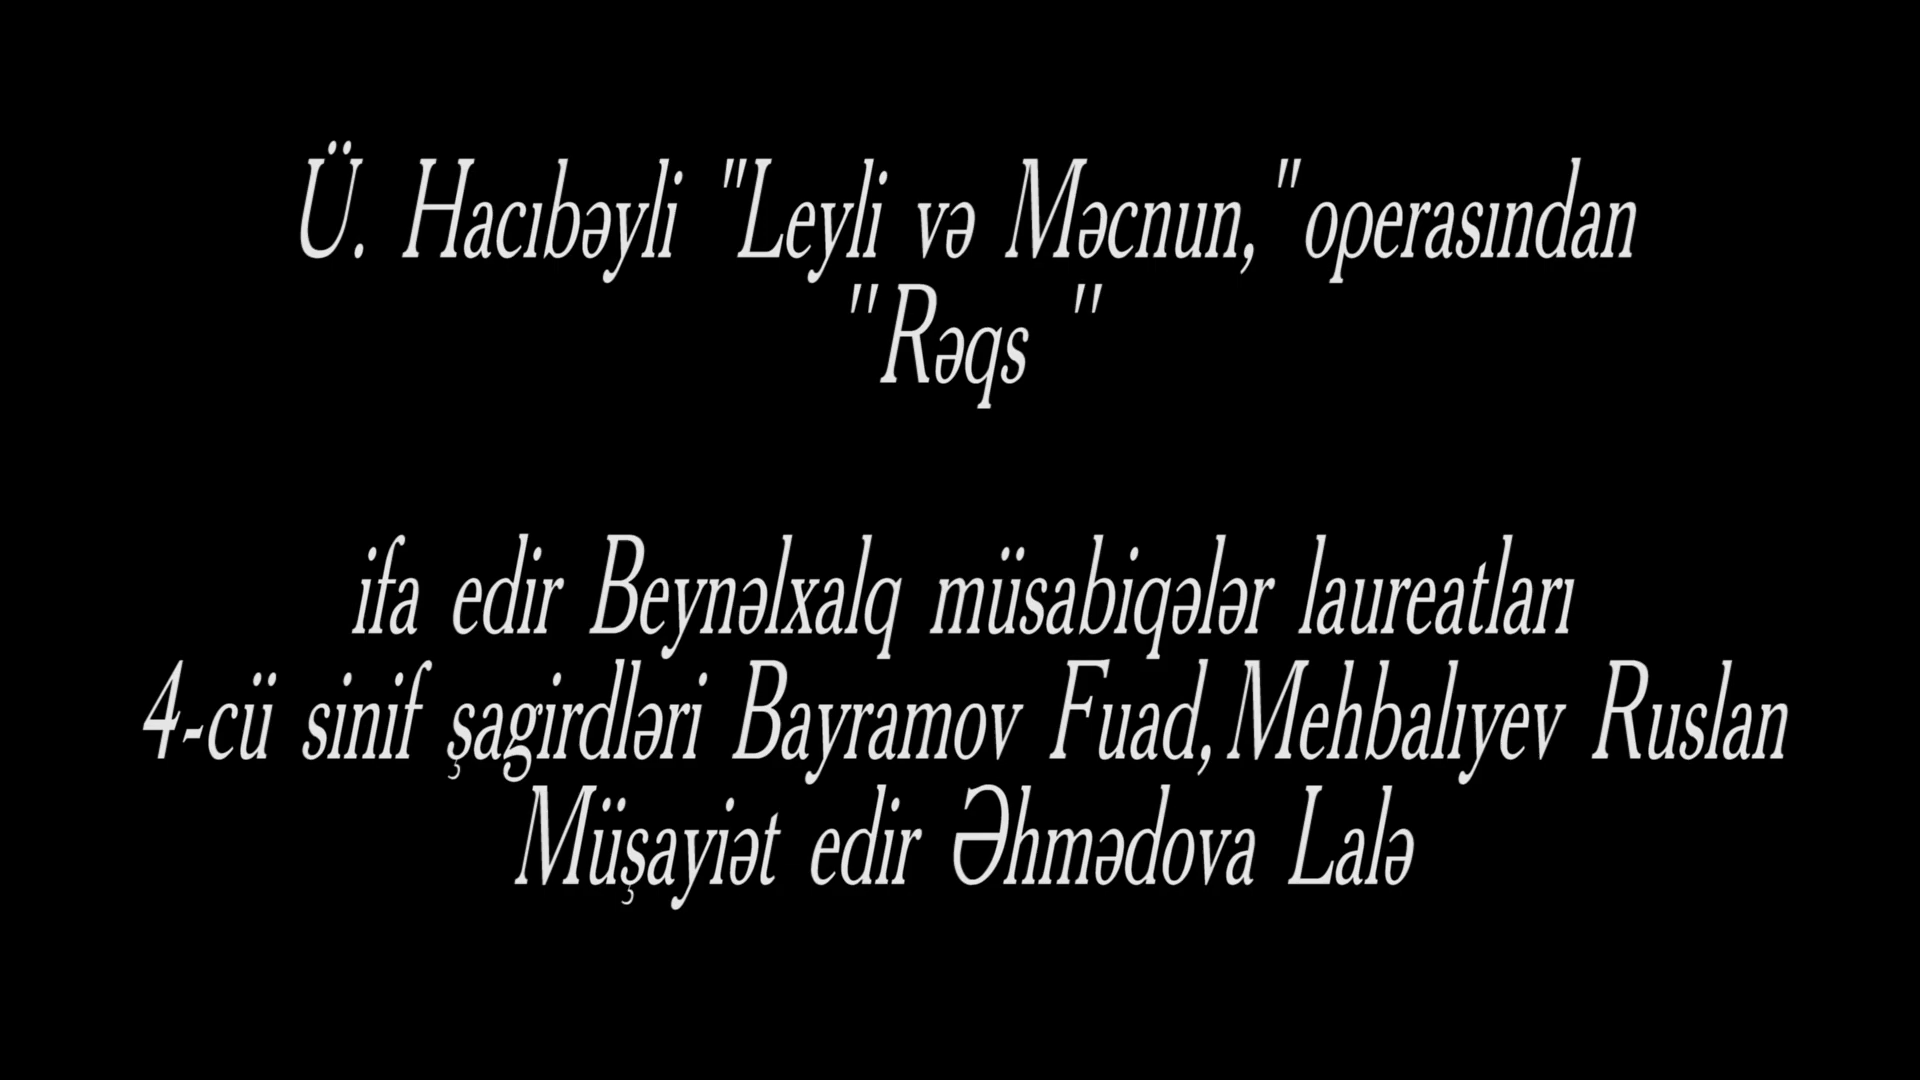 Ü. Hacıbəyli "Leyli və Məcnun,"operasından
"Rəqs "
ifa edir Beynəlxalq müsabiqələr laureatları
4-cü sinif şagirdləri Bayramov Fuad,Mehbalıyev Ruslan
Müşayiət edir Əhmədova Lalə